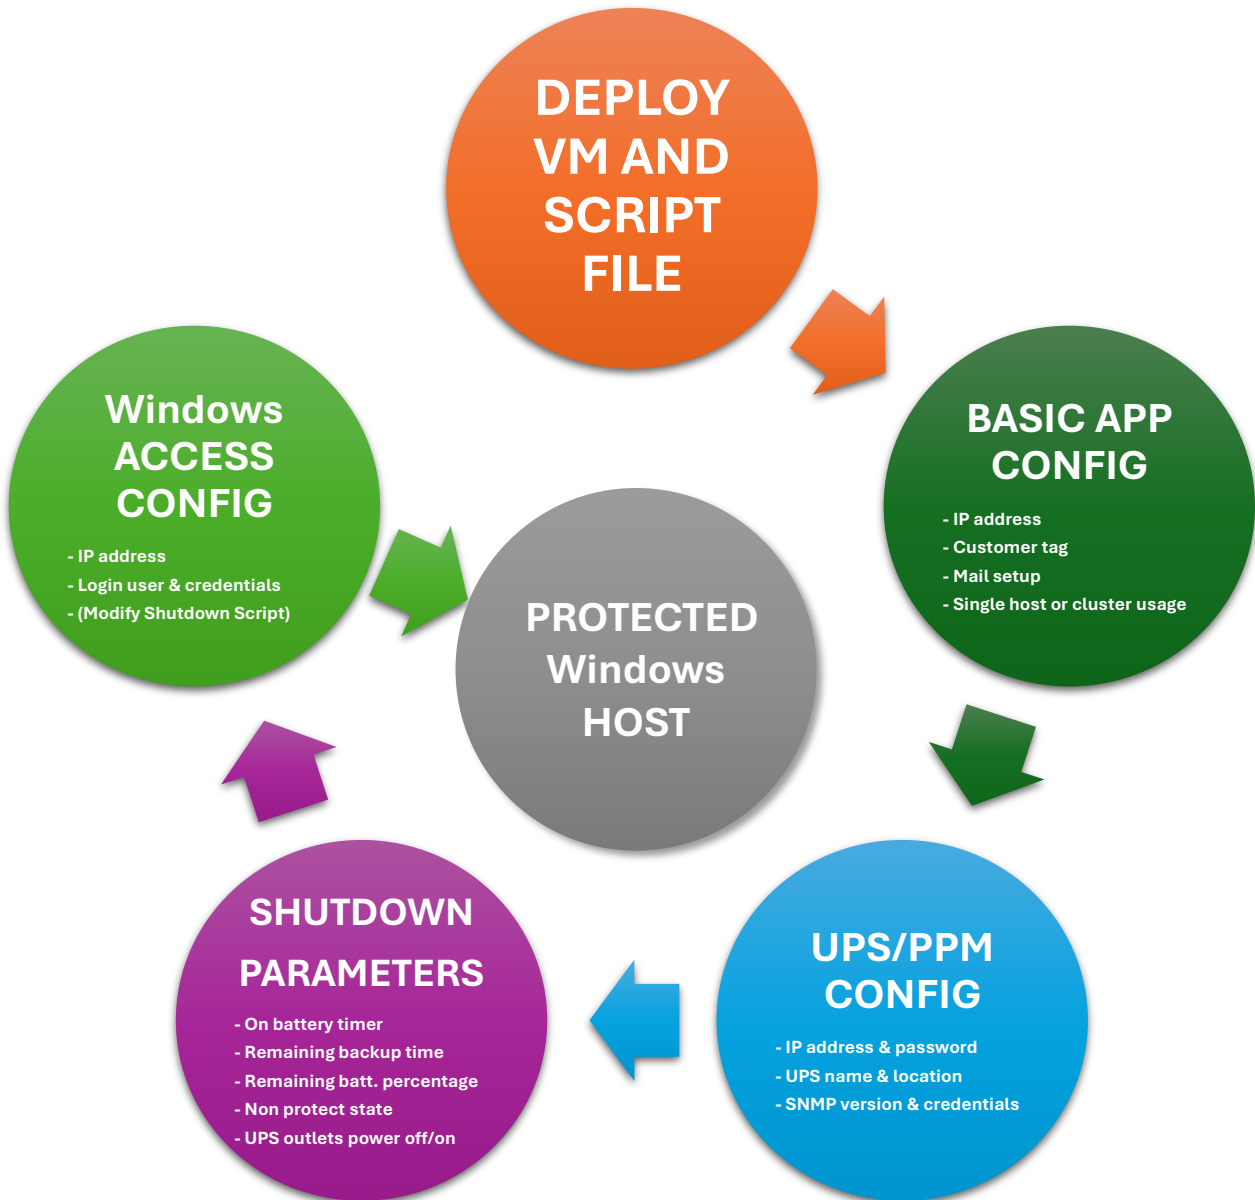 DEPLOY
VM AND
SCRIPT
FILE
BASIC APP
CONFIG
- IP address
- Customer tag
- Mail setup
- Single host or cluster usage
UPS/PPM
CONFIG
- IP address & password
- UPS name & location
- SNMP version & credentials
SHUTDOWN
PARAMETERS
- On battery timer
- Remaining backup time
- Remaining batt. percentage
- Non protect state
- UPS outlets power off/on
Windows
ACCESS
CONFIG
- IP address
- Login user & credentials
- (Modify Shutdown Script)
PROTECTED
Windows
HOST